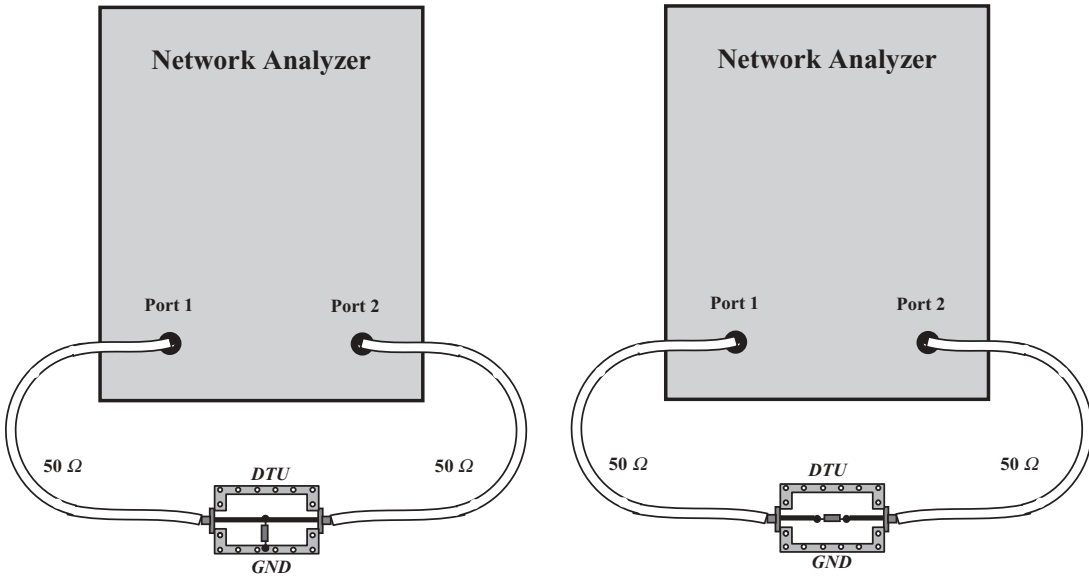 Network Analyzer
Port 1
Port 2
50 Ω
50 Ω
DTU
GND
Network Analyzer
Port 1
Port 2
50 Ω
50 Ω
DTU
GND